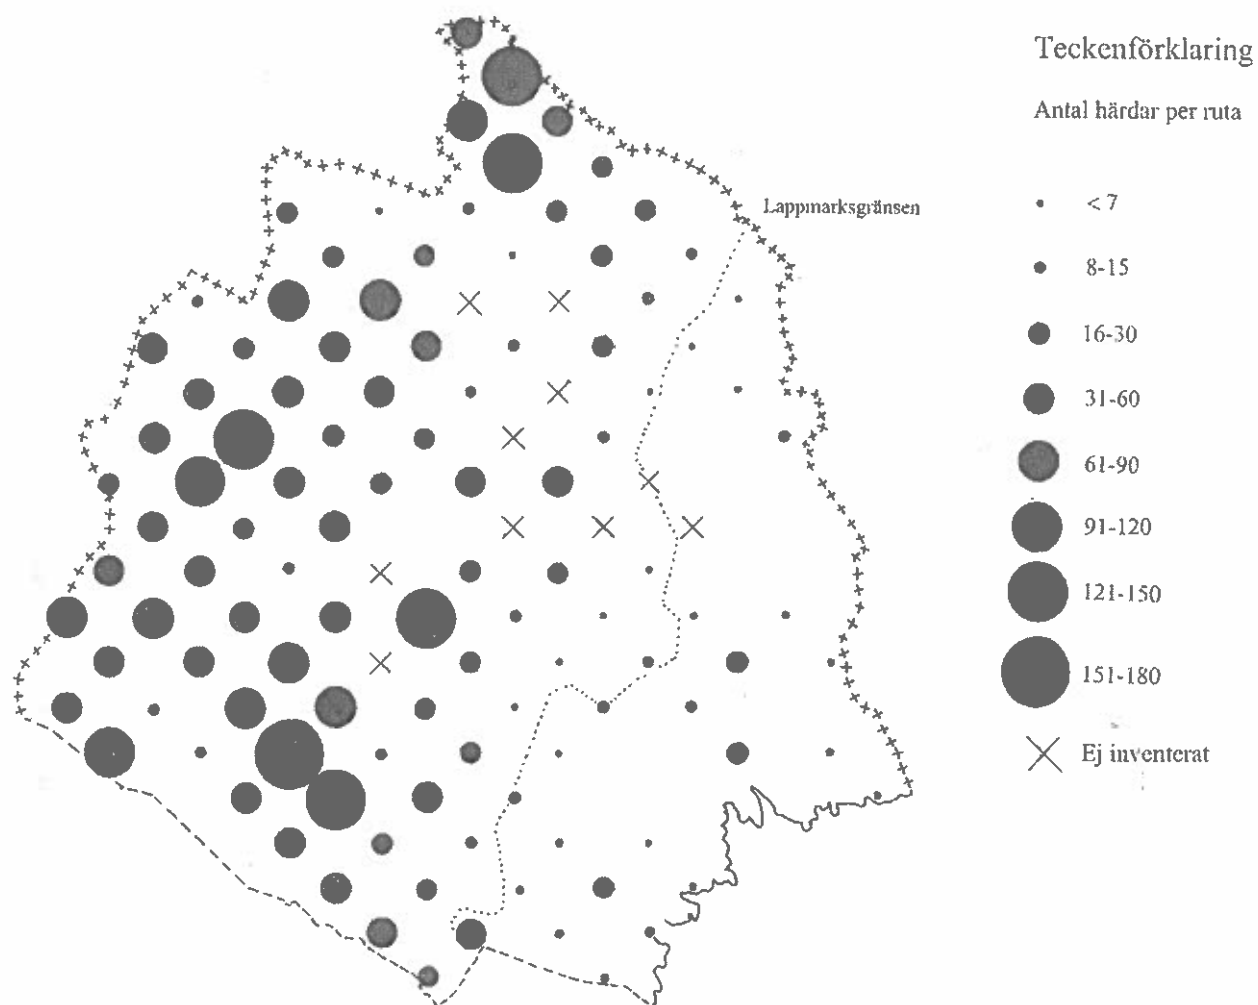 Teckenförklaring
Antal härdar per ruta
Lappmarksgränsen
< 7
8-15
16-30
31-60
61-90
91-120
121-150
151-180
Ej inventerat